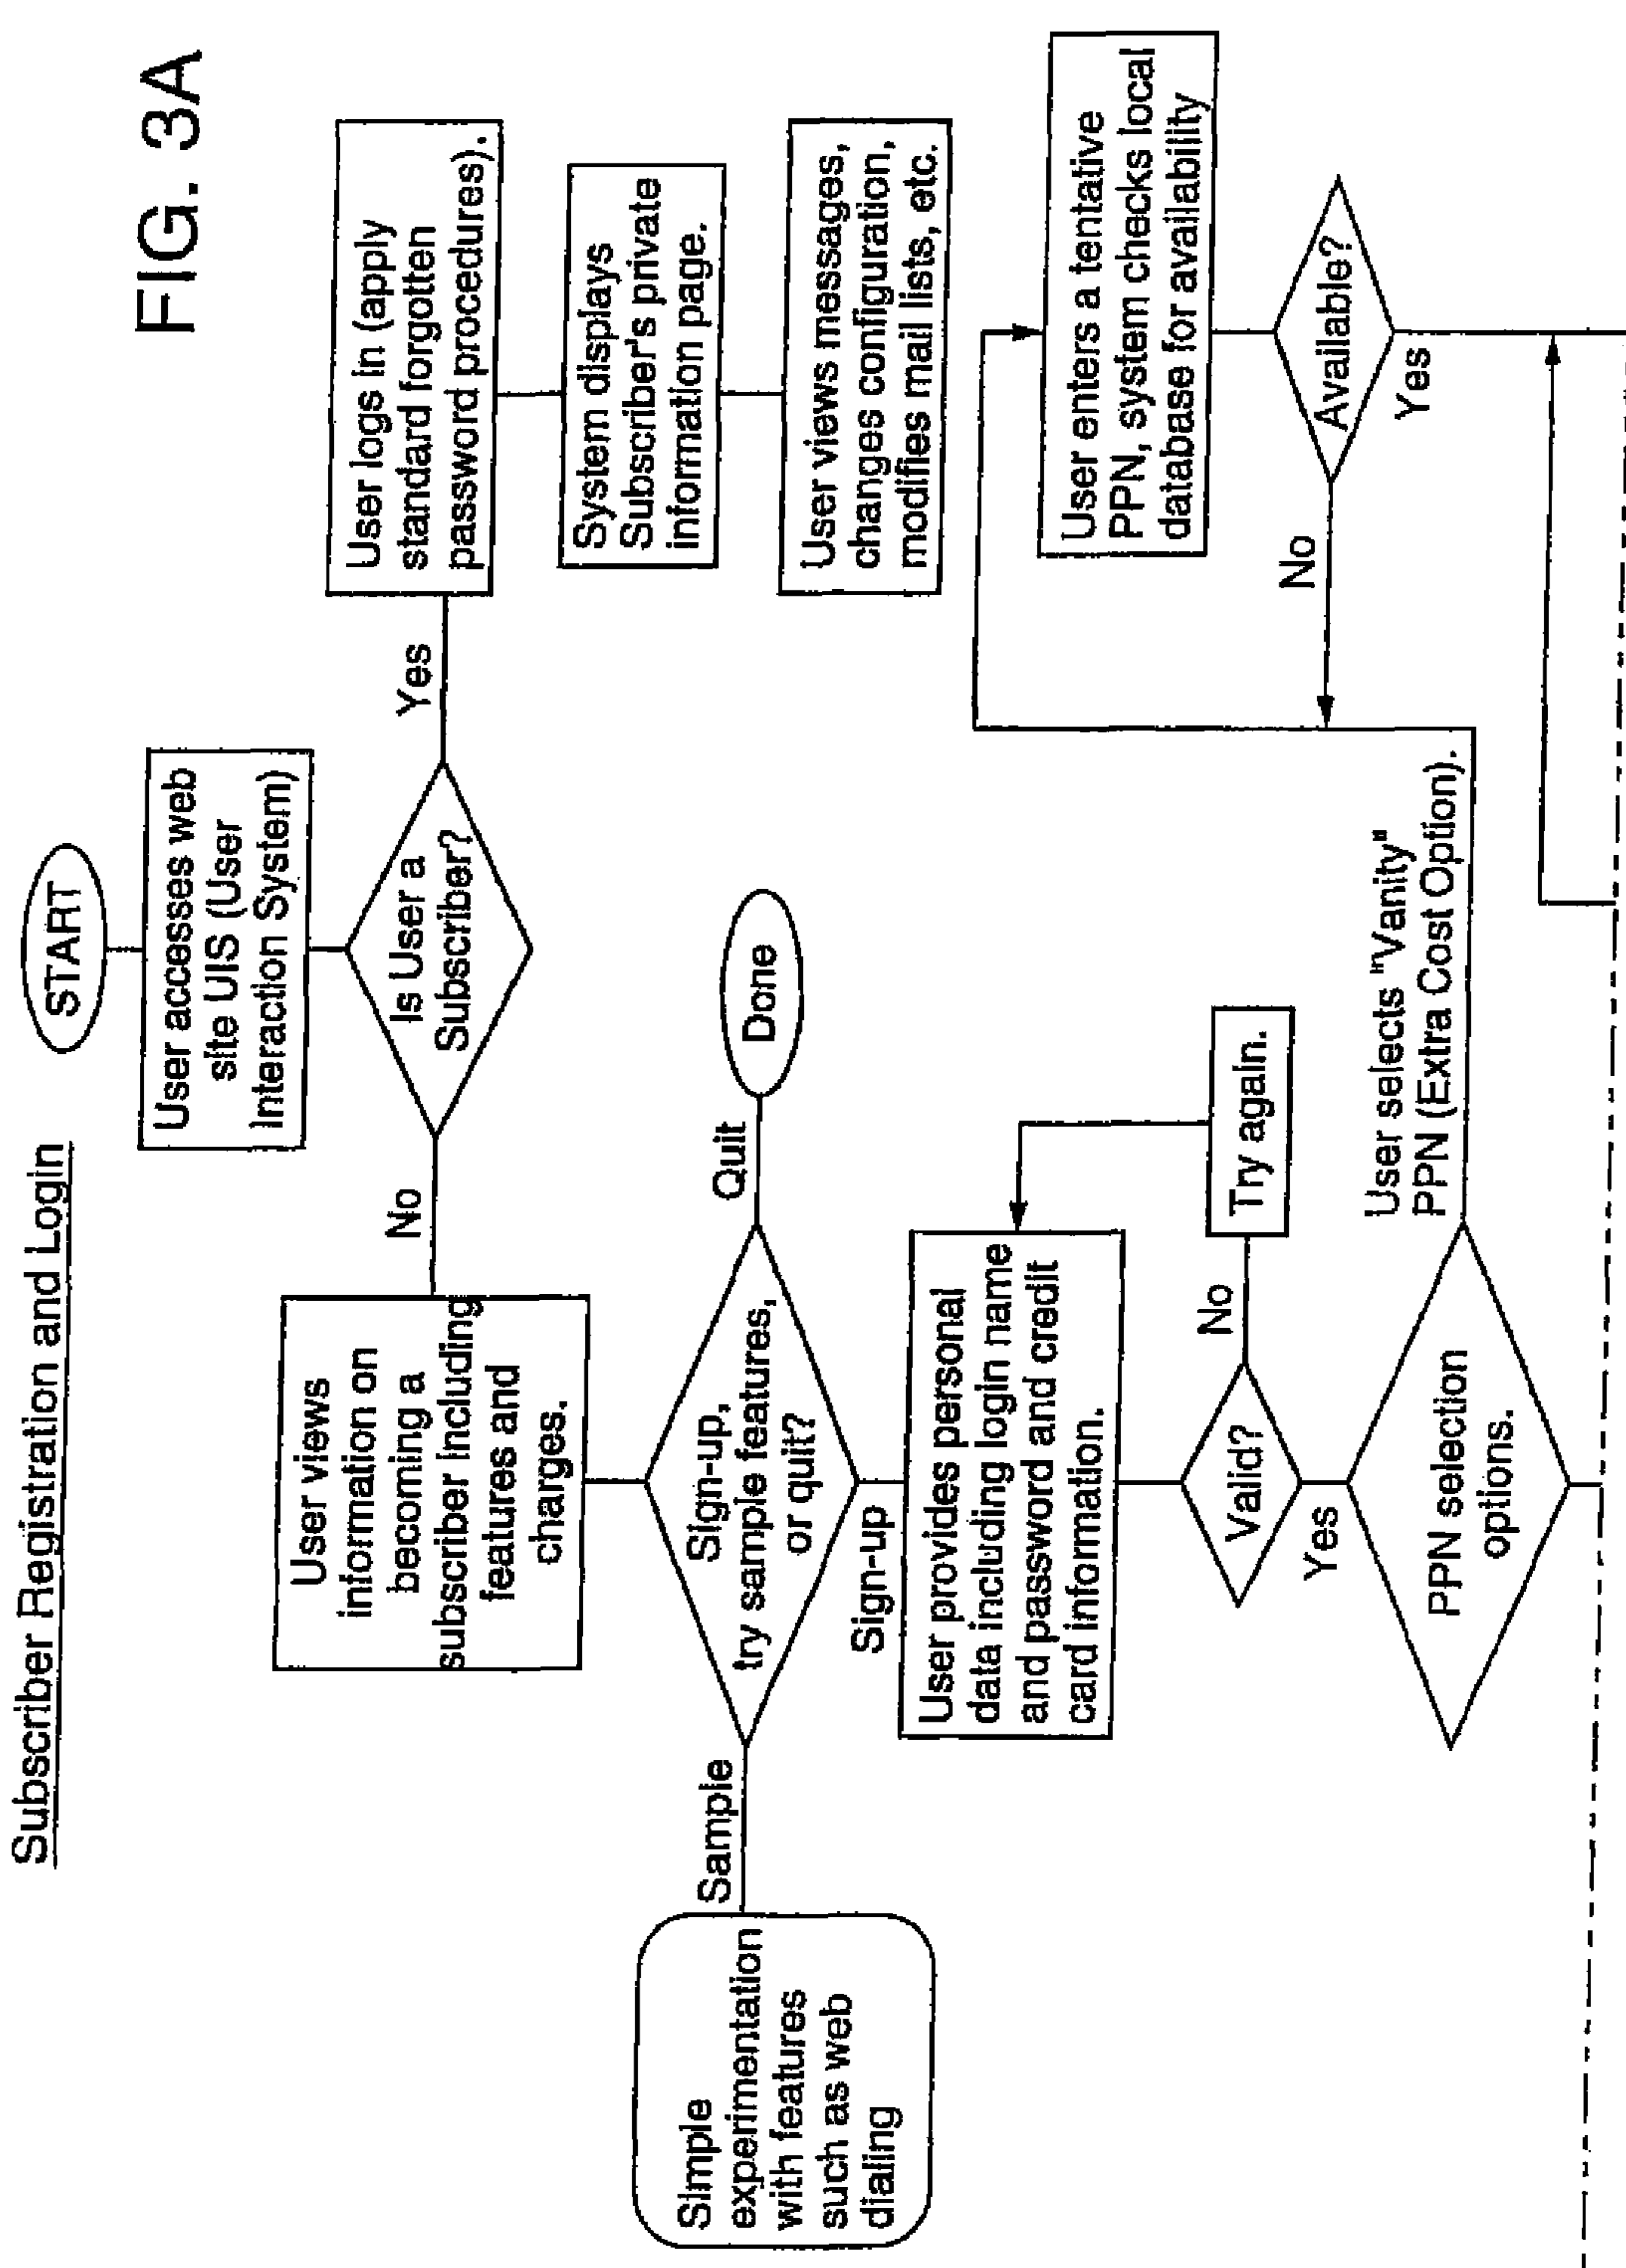 Subscriber Registration and Login
FIG. 3A
START
User accesses web
site UIS (User
Interaction System)
Is User a
Subscriber?
No
Yes
User views
information on
becoming a
subscriber including
features and
charges.
User logs in (apply
standard forgotten
password procedures).
System displays
Subscriber's private
information page.
User views messages,
changes configuration,
modifies mail lists, etc.
Sign-up,
try sample features,
or quit?
Sample
Quit
Done
Simple
experimentation
with features
such as web
dialing
Sign-up
User provides personal
data including login name
and password and credit
card information.
Valid?
No
Try again.
Yes
PPN selection
options.
User selects "Vanity"
PPN (Extra Cost Option).
User enters a tentative
PPN, system checks local
database for availability
Available?
No
Yes